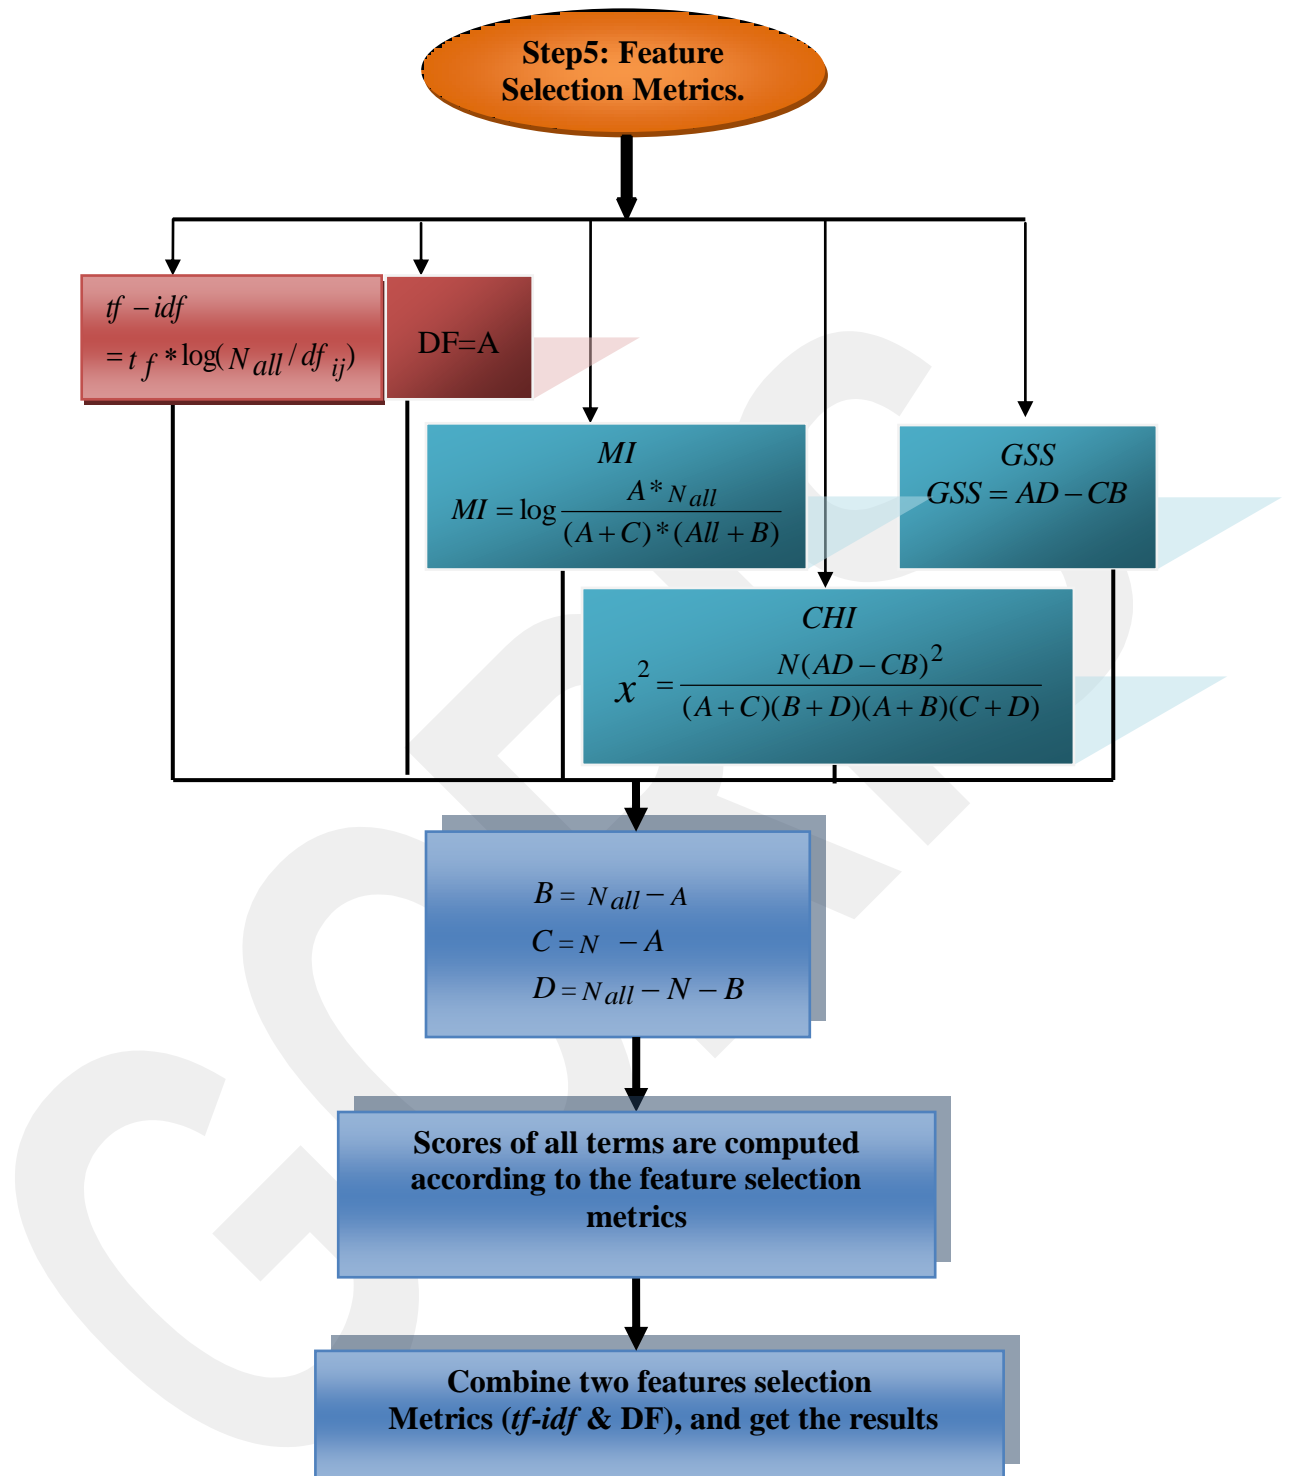 Step5: Feature
Selection Metrics.
tf – idf
= t f * log( N all / df ij )
DF=A
MI
MI = log A * N all / (A + C) * (All + B)
GSS
GSS = AD – CB
CHI
x² = N(AD – CB)² / (A + C)(B + D)(A + B)(C + D)
B = N all – A
C = N – A
D = N all – N – B
Scores of all terms are computed
according to the feature selection
metrics
Combine two features selection
Metrics (tf-idf & DF), and get the results